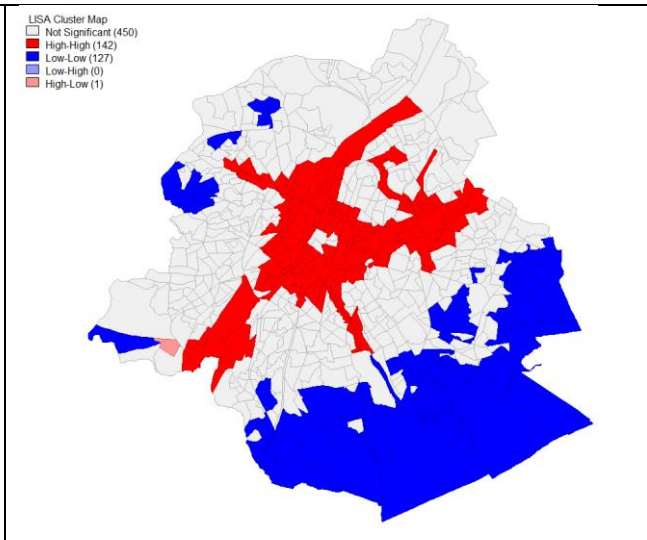 LISA Cluster Map
Not Significant (450)
High-High (142)
Low-Low (127)
Low-High (0)
High-Low (1)